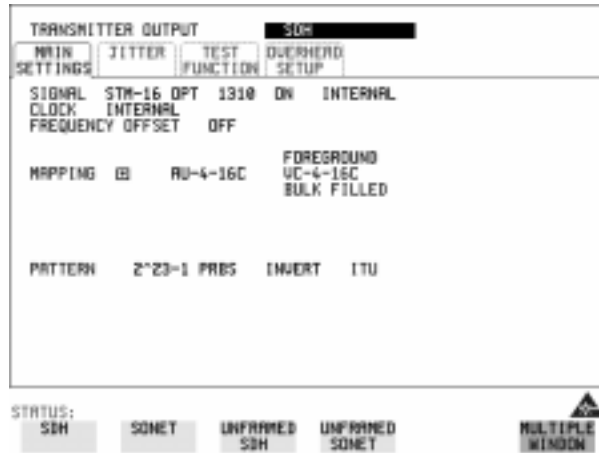 TRANSMITTER OUTPUT SDH
MAIN SETTINGS JITTER TEST FUNCTION OVERHEAD SETUP
SIGNAL STM-16 OPT 1310 ON INTERNAL
CLOCK INTERNAL
FREQUENCY OFFSET OFF
FOREGROUND
MAPPING AU-4-16C VC-4-16C
BULK FILLED
PATTERN 2^23-1 PRBS INVERT ITU
STATUS:
SDH SONET UNFRAMED SDH UNFRAMED SONET MULTIPLE WINDOW